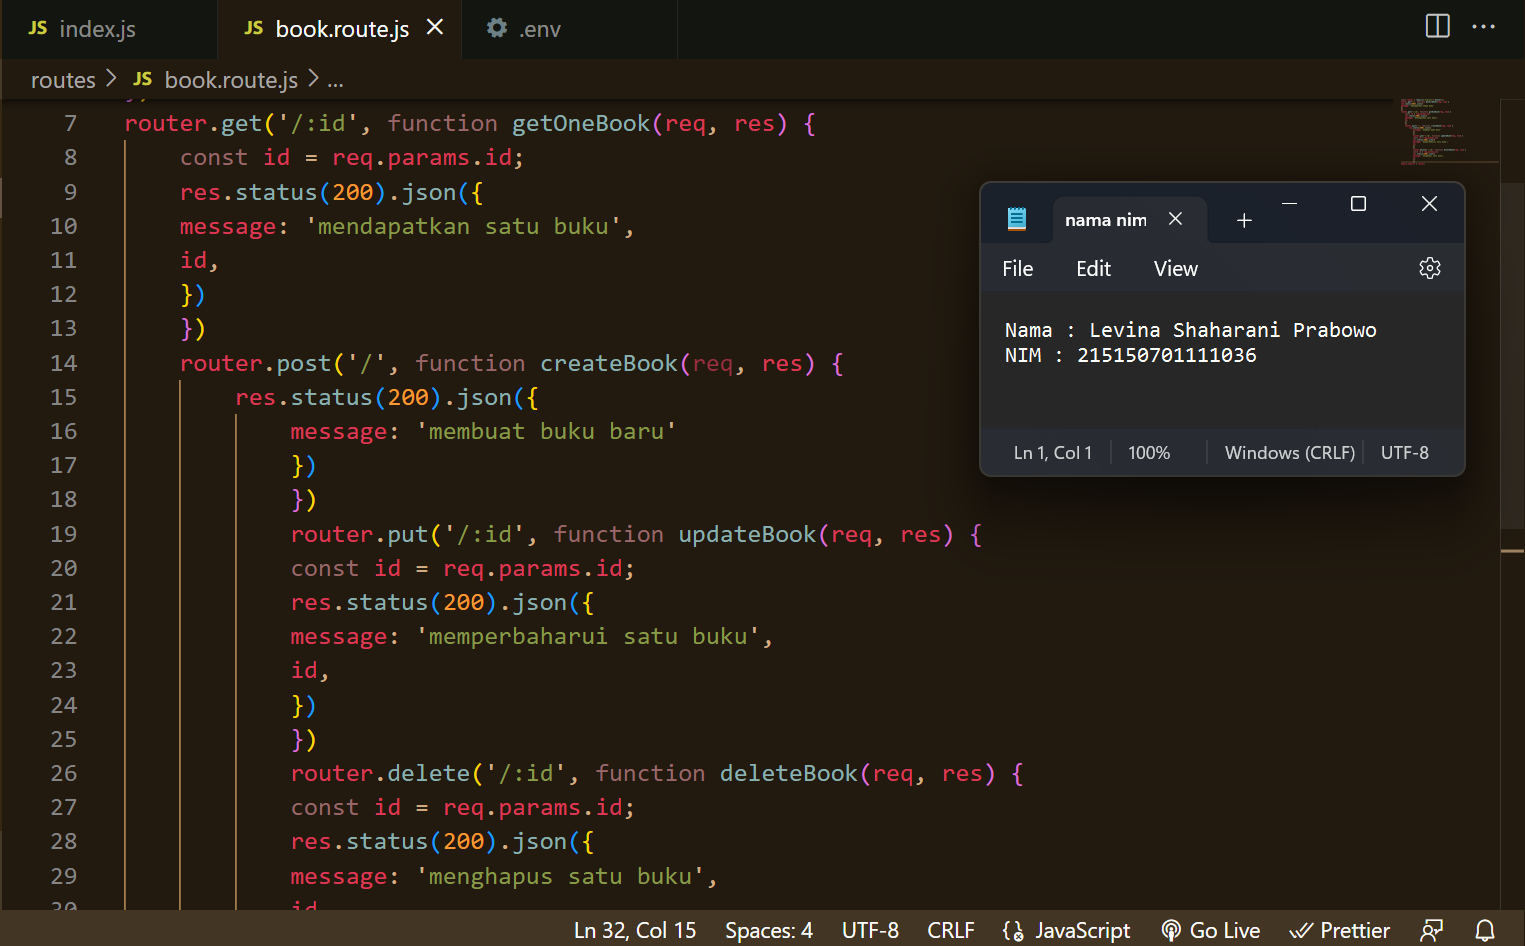 JS index.js JS book.route.js .env
routes > JS book.route.js > ...
7 router.get('/:id', function getOneBook(req, res) {
8 const id = req.params.id;
9 res.status(200).json({
10 message: 'mendapatkan satu buku',
11 id,
12 })
13 })
14 router.post('/', function createBook(req, res) {
15 res.status(200).json({
16 message: 'membuat buku baru'
17 })
18 })
19 router.put('/:id', function updateBook(req, res) {
20 const id = req.params.id;
21 res.status(200).json({
22 message: 'memperbaharui satu buku',
23 id,
24 })
25 })
26 router.delete('/:id', function deleteBook(req, res) {
27 const id = req.params.id;
28 res.status(200).json({
29 message: 'menghapus satu buku',
30 id
nama nim
File Edit View
Nama : Levina Shaharani Prabowo
NIM : 215150701111036
Ln 1, Col 1 100% Windows (CRLF) UTF-8
Ln 32, Col 15 Spaces: 4 UTF-8 CRLF JavaScript Go Live Prettier